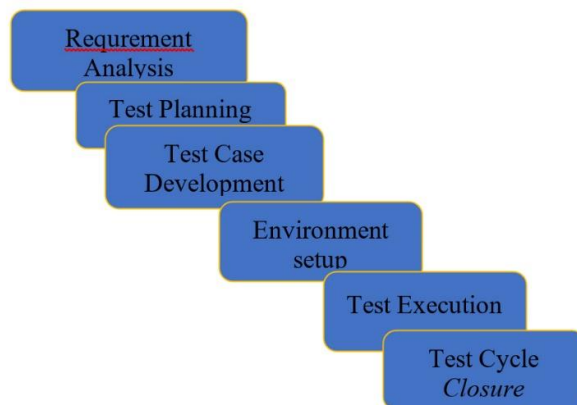 Requrement
Analysis
Test Planning
Test Case
Development
Environment
setup
Test Execution
Test Cycle
Closure